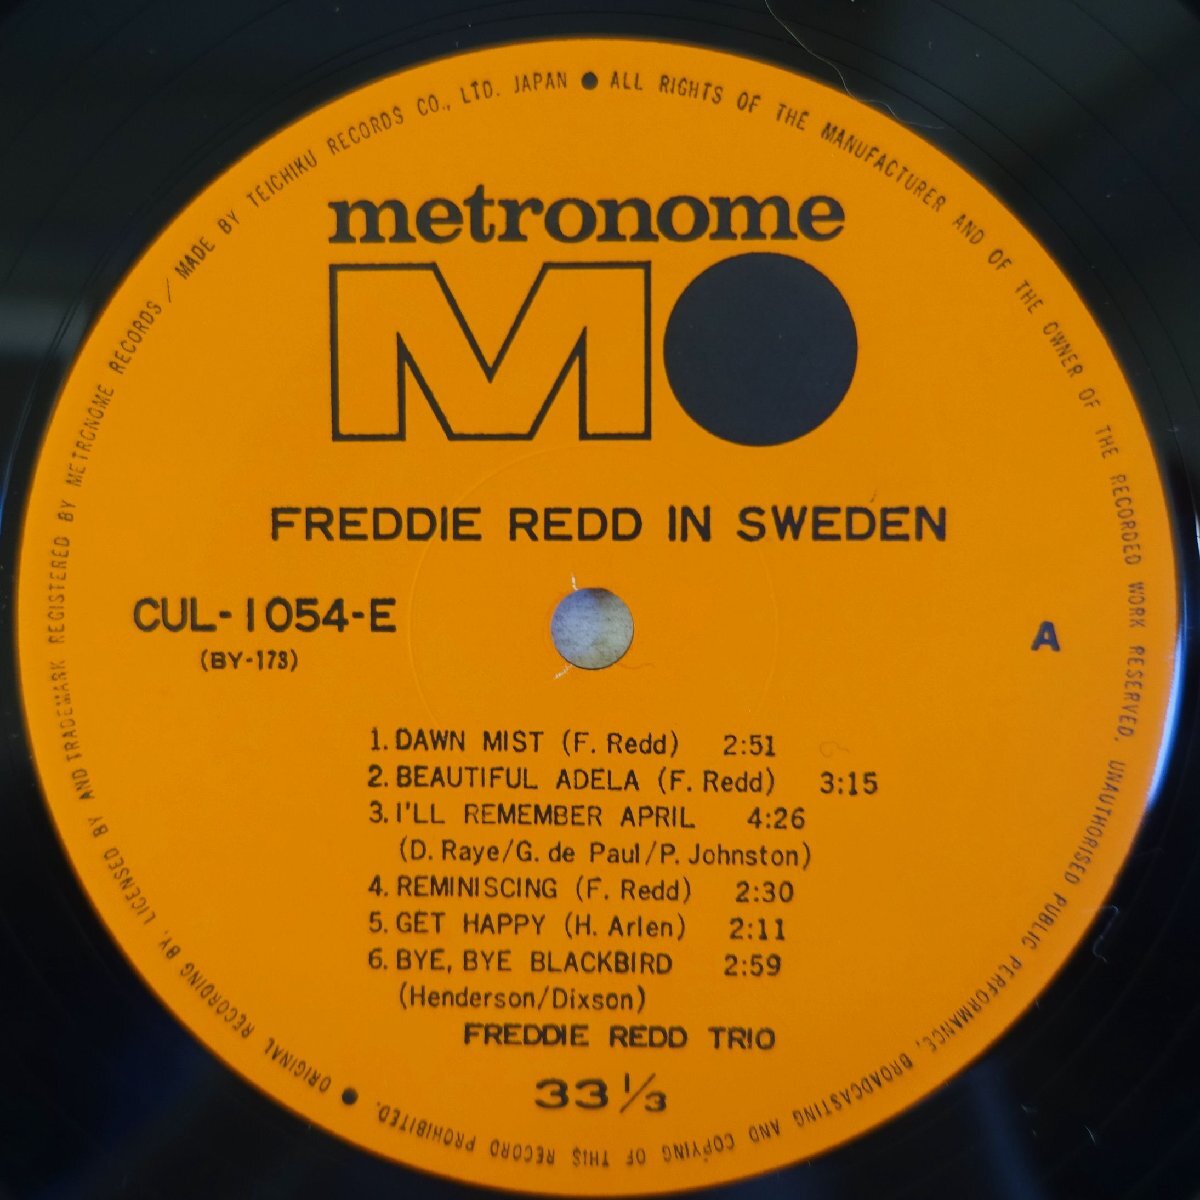 metronome
MO
FREDDIE REDD IN SWEDEN
CUL-1054-E
(BY-173)
A
1. DAWN MIST (F. Redd) 2:51
2. BEAUTIFUL ADELA (F. Redd) 3:15
3. I'LL REMEMBER APRIL 4:26
(D. Raye/G. de Paul/P. Johnston)
4. REMINISCING (F. Redd) 2:30
5. GET HAPPY (H. Arlen) 2:11
6. BYE, BYE BLACKBIRD 2:59
(Henderson/Dixson)
FREDDIE REDD TRIO
33 1/3
● ORIGINAL RECORDING BY, LICENSED BY AND TRADEMARK REGISTERED BY METRONOME RECORDS / MADE BY TEICHIKU RECORDS CO., LTD. JAPAN ● ALL RIGHTS OF THE MANUFACTURER AND OF THE OWNER OF THE RECORDED WORK RESERVED. UNAUTHORISED PUBLIC PERFORMANCE, BROADCASTING AND COPYING OF THIS RECORD PROHIBITED.